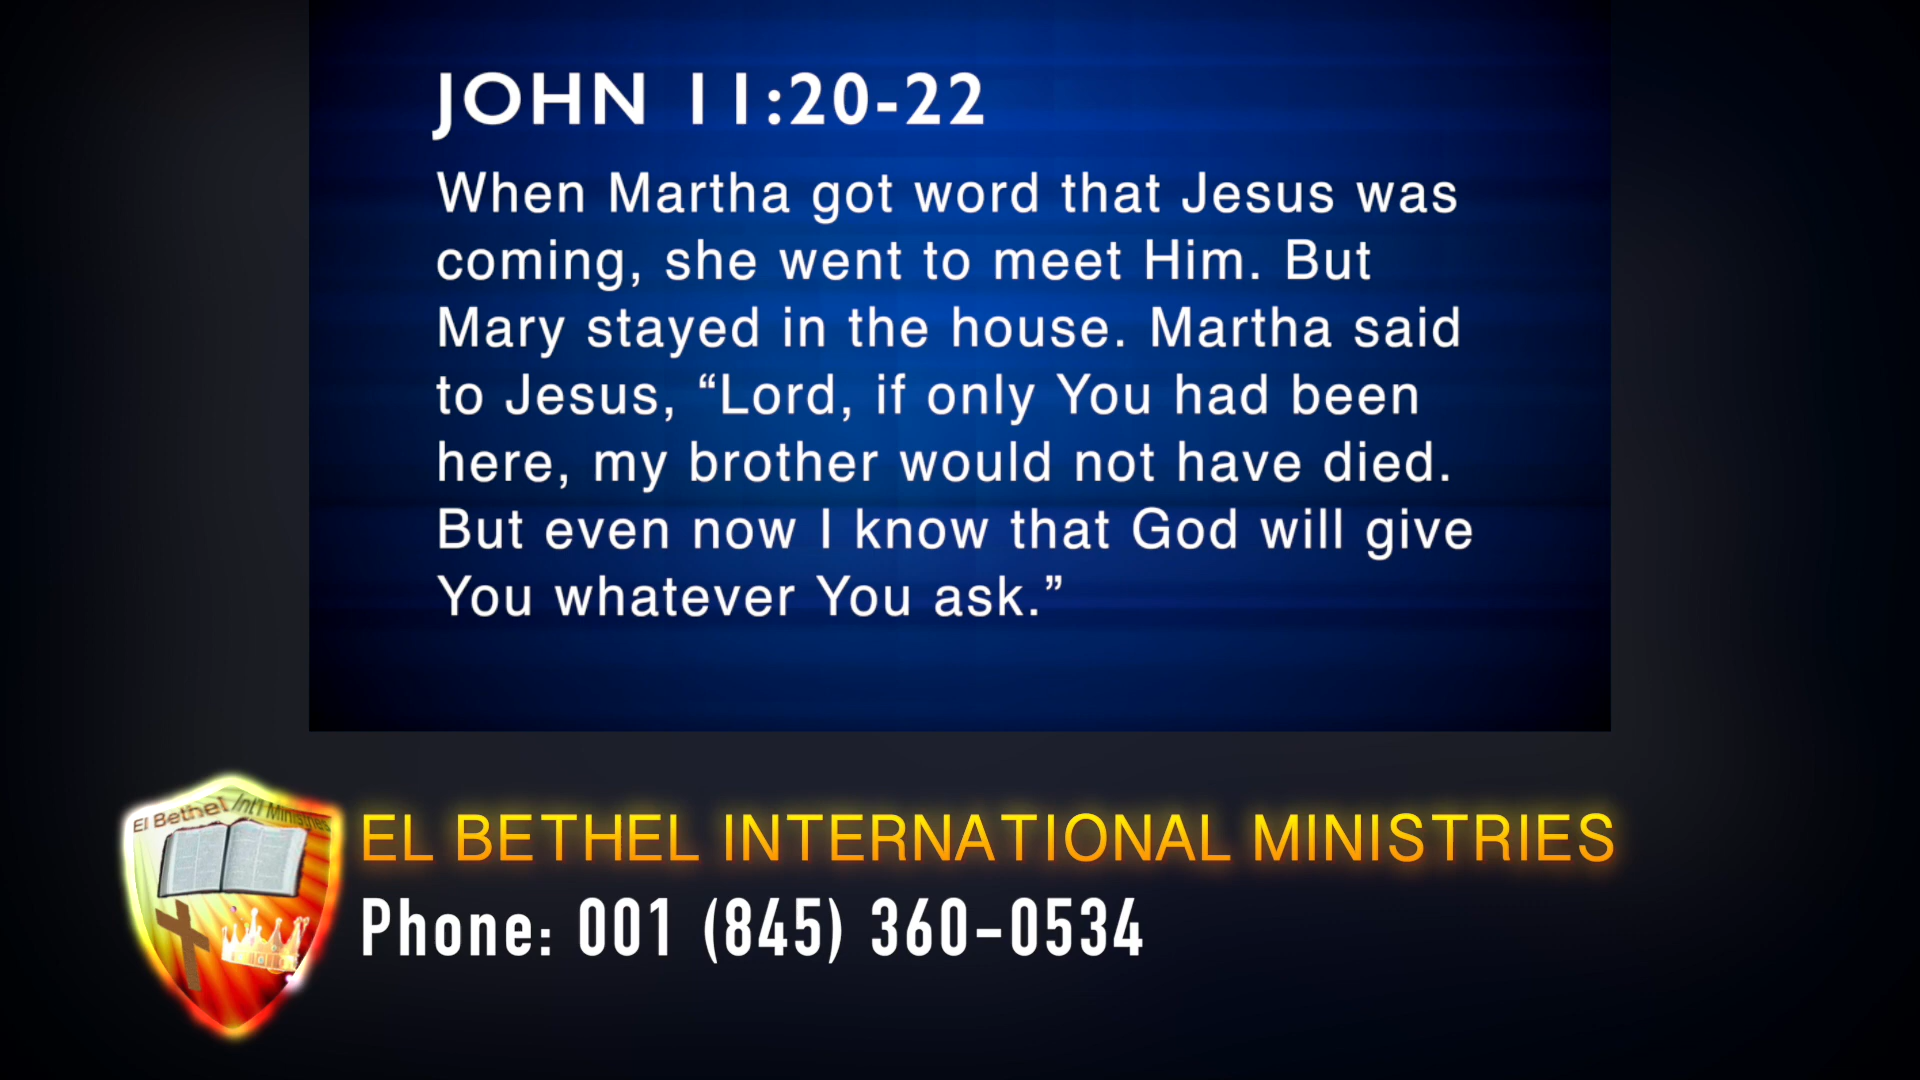 JOHN 11:20-22
When Martha got word that Jesus was
coming, she went to meet Him. But
Mary stayed in the house. Martha said
to Jesus, “Lord, if only You had been
here, my brother would not have died.
But even now I know that God will give
You whatever You ask.”
El Bethel Int'l Ministries
EL BETHEL INTERNATIONAL MINISTRIES
Phone: 001 (845) 360-0534